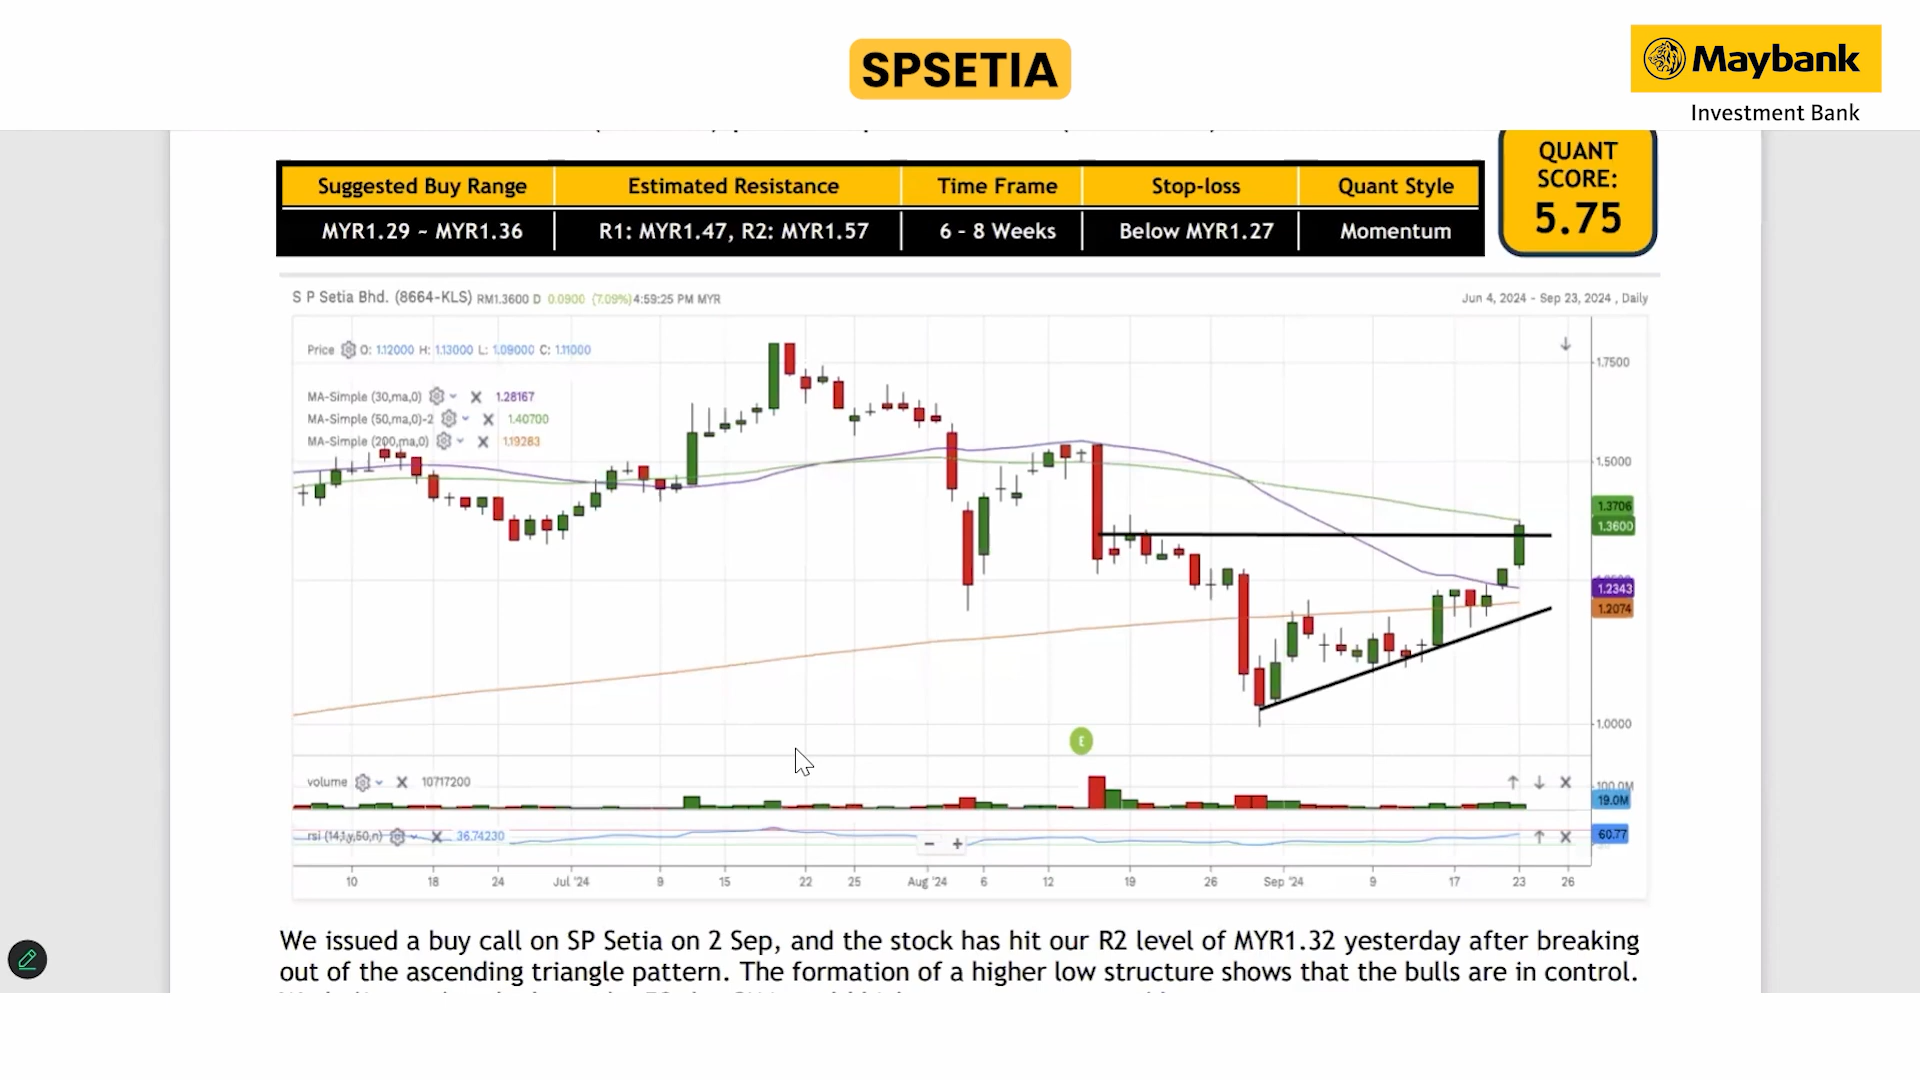 SPSETIA
Maybank
Investment Bank
QUANT
SCORE:
5.75
Suggested Buy Range Estimated Resistance Time Frame Stop-loss Quant Style
MYR1.29 ~ MYR1.36 R1: MYR1.47, R2: MYR1.57 6 - 8 Weeks Below MYR1.27 Momentum
S P Setia Bhd. (8664-KLS) RM1.3600 D 0.0900 (7.09%) 4:59:25 PM MYR Jun 4, 2024 - Sep 23, 2024 , Daily
Price O: 1.12000 H: 1.13000 L: 1.09000 C: 1.11000
1.7500
MA-Simple (30,ma,0) 1.28167
MA-Simple (50,ma,0)-2 1.40700
MA-Simple (200,ma,0) 1.19283
1.5000
1.3706
1.3600
1.2343
1.2074
1.0000
E
volume 10717200
100.0M
19.0M
rsi (14,y,50,n) 36.74230
60.77
10 18 24 Jul '24 9 15 22 25 Aug '24 6 12 19 26 Sep '24 9 17 23 26
We issued a buy call on SP Setia on 2 Sep, and the stock has hit our R2 level of MYR1.32 yesterday after breaking
out of the ascending triangle pattern. The formation of a higher low structure shows that the bulls are in control.